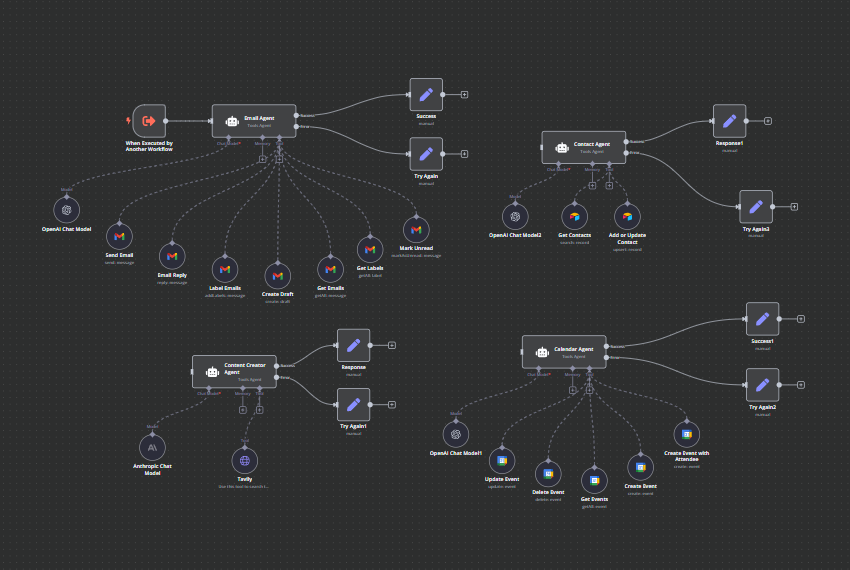 Success
manual
Email Agent
Tools Agent
Success
Error
When Executed by
Another Workflow
Chat Model*
Memory
Tool
Try Again
manual
Model
OpenAI Chat Model
Send Email
send: message
Email Reply
reply: message
Label Emails
addLabels: message
Create Draft
create: draft
Get Emails
getAll: message
Get Labels
getAll: label
Mark Unread
markAsUnread: message
Response1
manual
Contact Agent
Tools Agent
Success
Error
Chat Model*
Memory
Tool
Model
OpenAI Chat Model2
Get Contacts
search: record
Add or Update
Contact
upsert: record
Try Again3
manual
Response
manual
Content Creator
Agent
Tools Agent
Success
Error
Chat Model*
Memory
Tool
Try Again1
manual
Model
Anthropic Chat
Model
Tool
Tavily
Success1
manual
Calendar Agent
Tools Agent
Success
Error
Chat Model*
Memory
Tool
Try Again2
manual
Model
OpenAI Chat Model1
Update Event
update: event
Delete Event
delete: event
Get Events
getAll: event
Create Event
create: event
Create Event with
Attendee
create: event